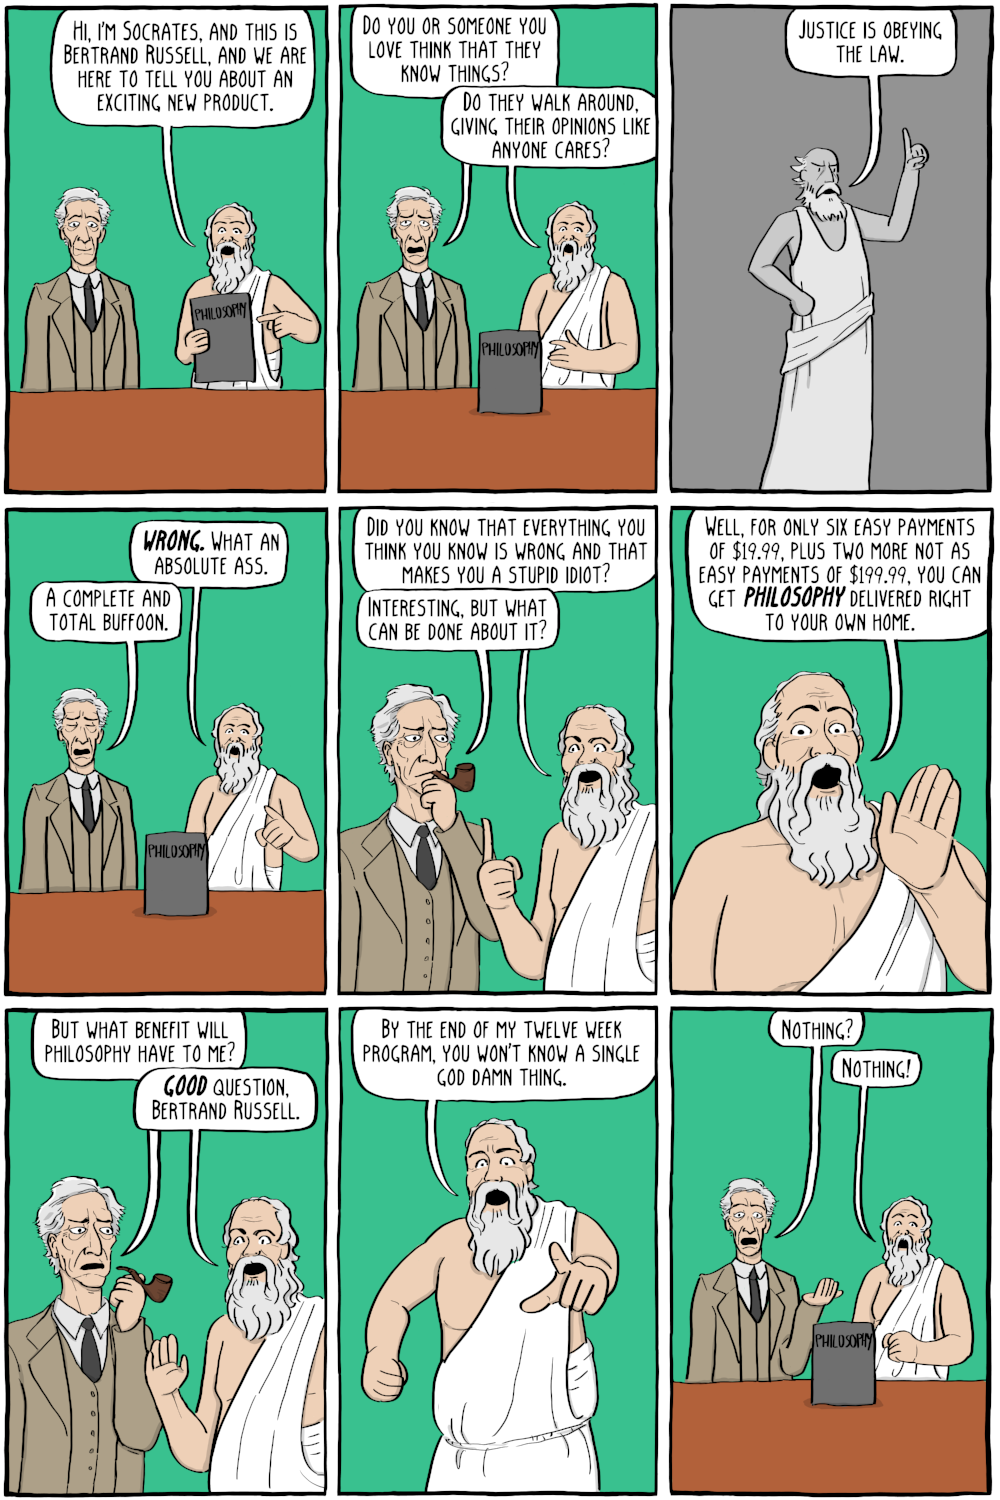 Hi, I'm Socrates, and this is
Bertrand Russell, and we are
here to tell you about an
exciting new product.
Philosophy
Do you or someone you
love think that they
know things?
Do they walk around,
giving their opinions like
anyone cares?
Philosophy
Justice is obeying
the law.
Wrong. What an
absolute ass.
A complete and
total buffoon.
Philosophy
Did you know that everything you
think you know is wrong and that
makes you a stupid idiot?
Interesting, but what
can be done about it?
Well, for only six easy payments
of $19.99, plus two more not as
easy payments of $199.99, you can
get Philosophy delivered right
to your own home.
But what benefit will
philosophy have to me?
Good question,
Bertrand Russell.
By the end of my twelve week
program, you won't know a single
god damn thing.
Nothing?
Nothing!
Philosophy